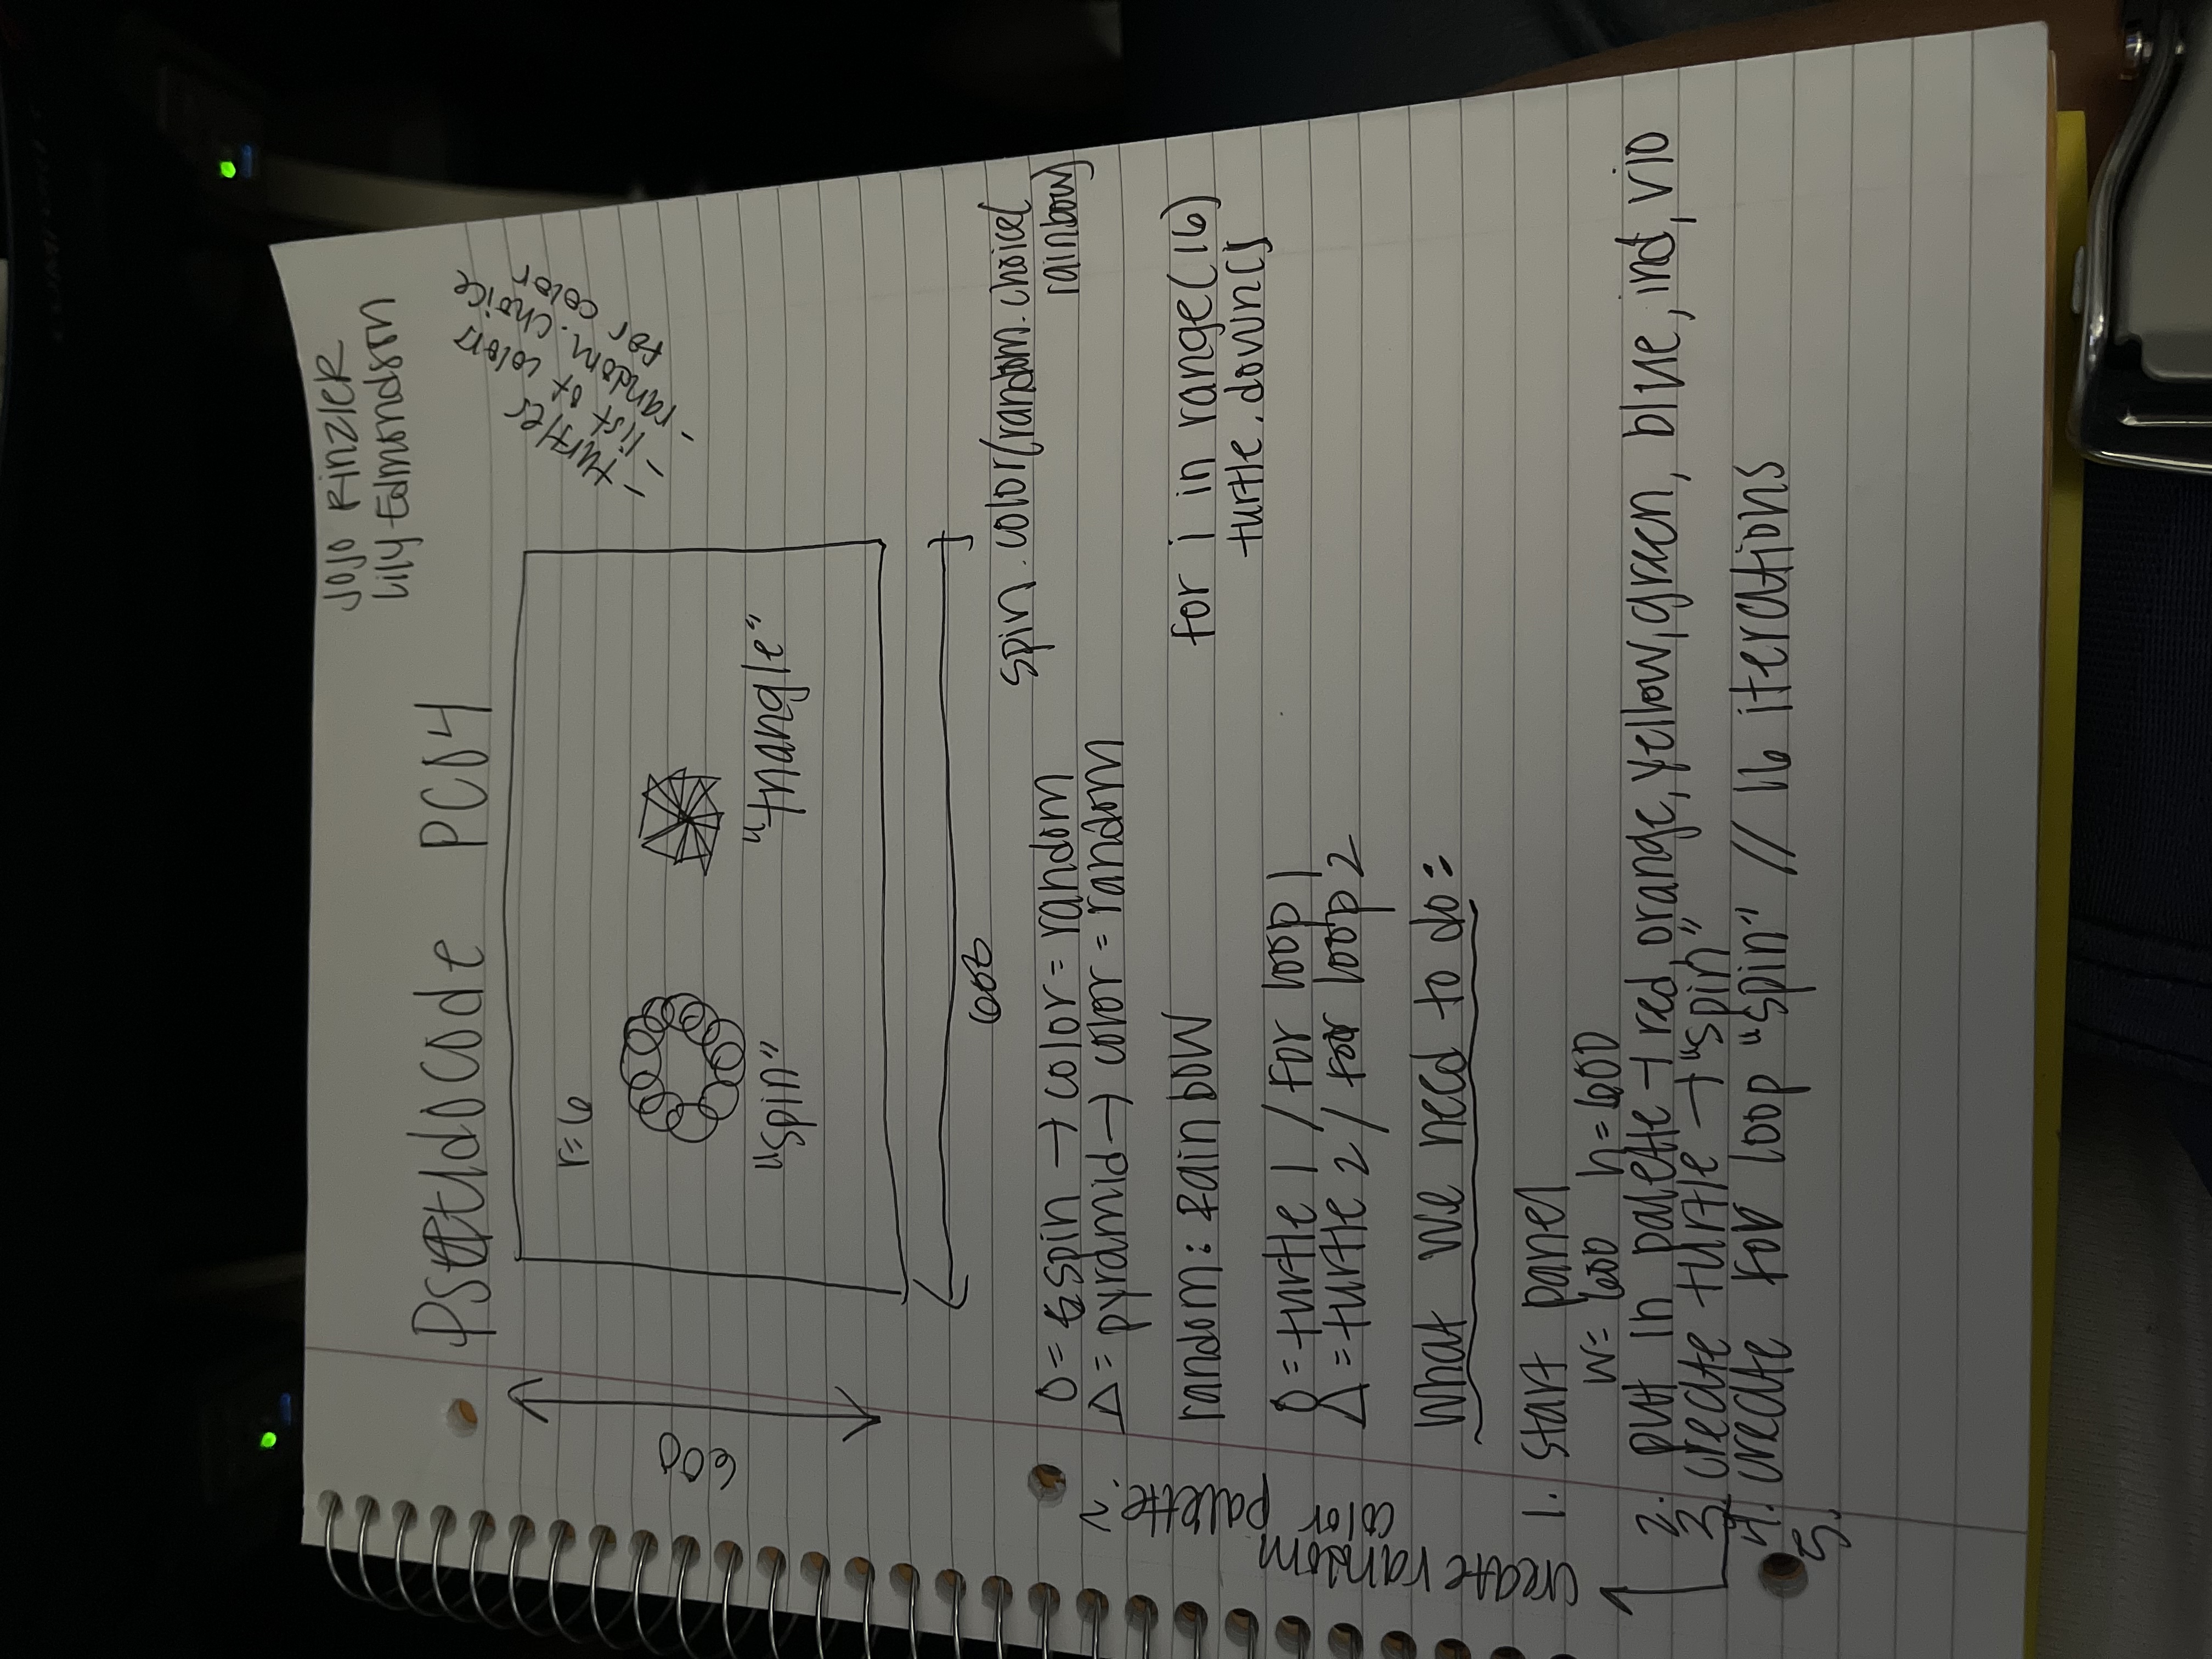 JOJO RinzleR
Lily Edmondson
Pseudocode PC04
- turtles
- list of colors
- random.choice
for color
r=6
600
"spin"
"triangle"
600
spin.color(random.choice(
rainbow)
O = spin → color = random
Δ = pyramid → color = random
create random
color palette?
random: Rainbow
for i in range(16)
turtle.down()
O = turtle 1 / for loop 1
Δ = turtle 2 / for loop 2
What we need to do:
1. start panel
w= 600 h=600
2. put in palette → red, orange, yellow, green, blue, ind, vio
3. create turtle → "spin"
4. create for loop "spin" // 16 iterations
5.